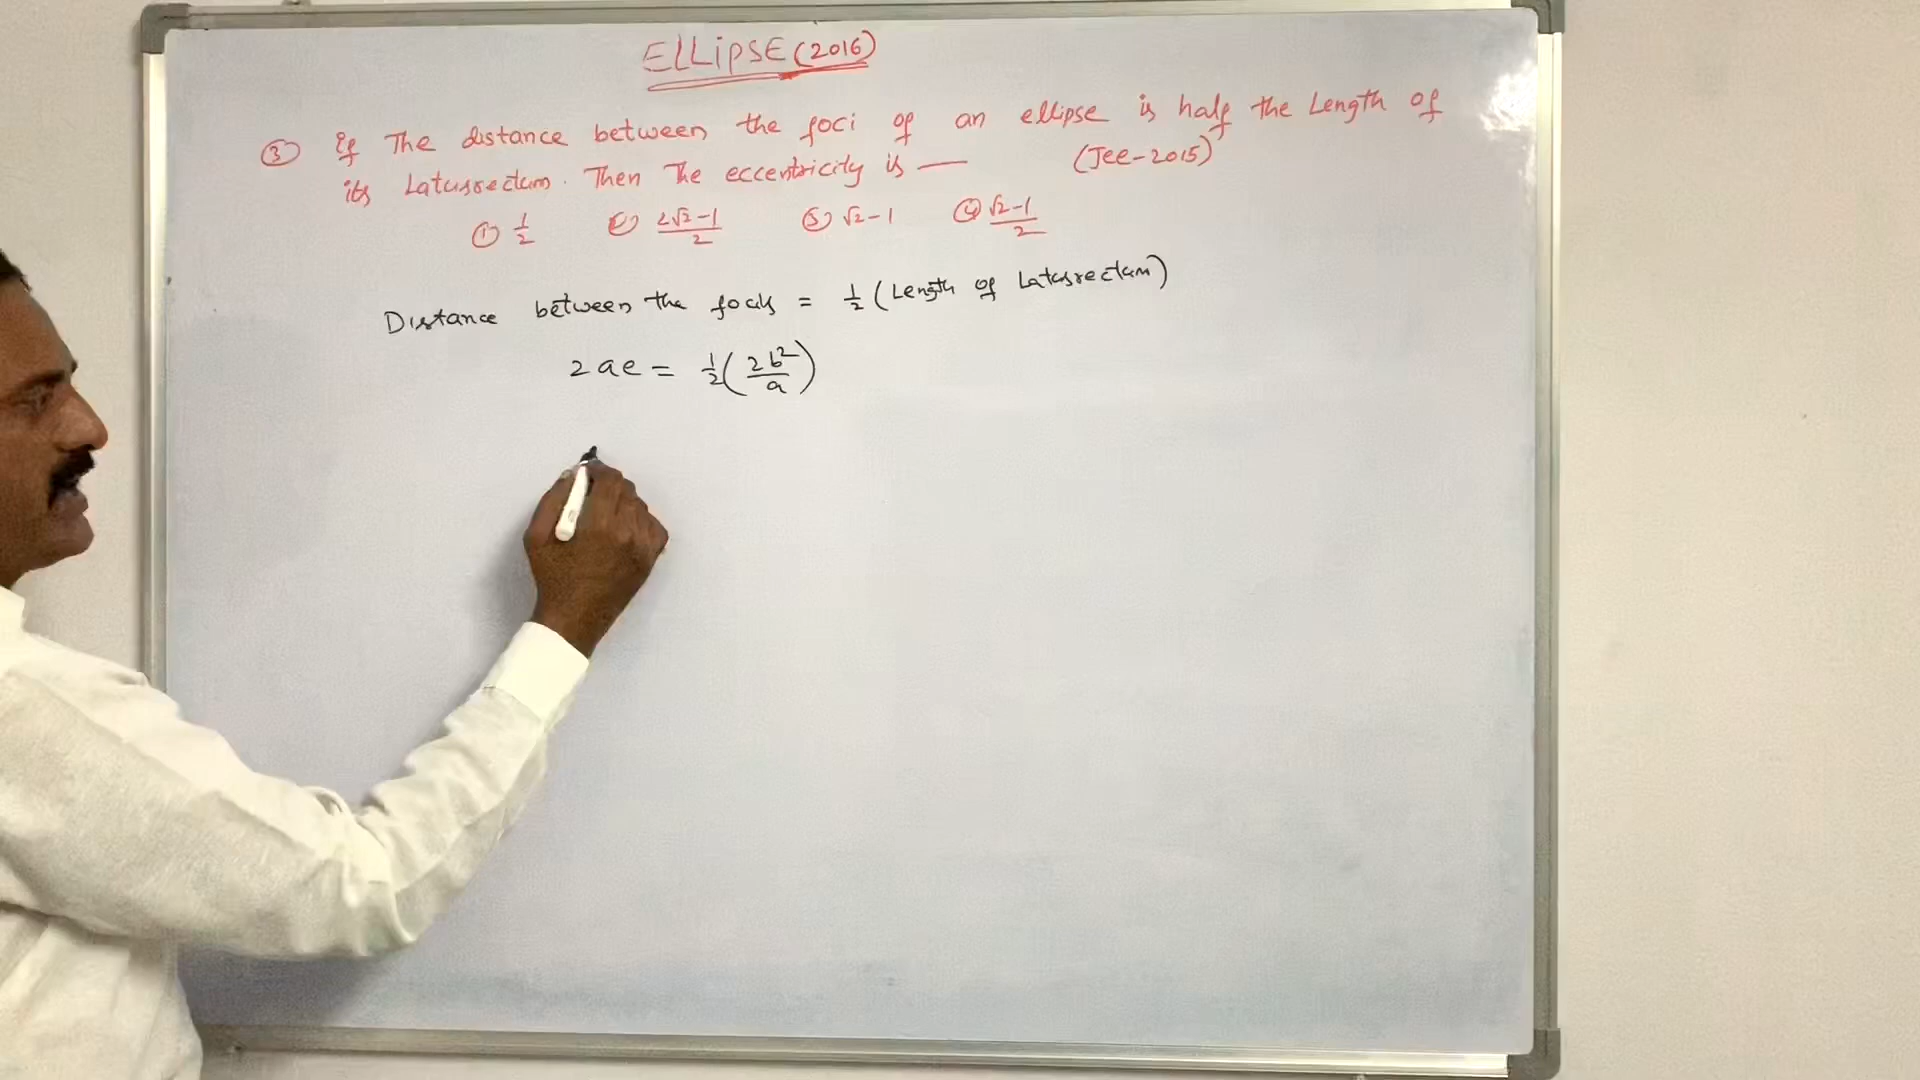 ELLIPSE (2016)
③ If The distance between the foci of an ellipse is half the Length of
its Latusrectum. Then The eccentricity is — (Jee-2015)
① 1/2 ② 2√2-1/2 ③ √2-1 ④ √2-1/2
Distance between the = 1/2 (Length of Latusrectum)
2ae = 1/2 (2b²/a)